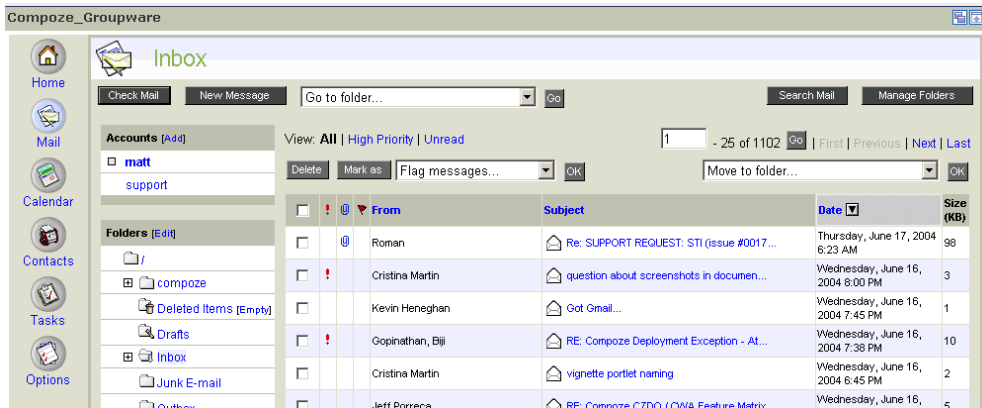 Compoze_Groupware
Home
Mail
Calendar
Contacts
Tasks
Options
Inbox
Check Mail New Message Go to folder... Go Search Mail Manage Folders
Accounts [Add]
matt
support
Folders [Edit]
/
compoze
Deleted Items [Empty]
Drafts
Inbox
Junk E-mail
Outbox
View: All | High Priority | Unread 1 - 25 of 1102 Go | First | Previous | Next | Last
Delete Mark as Flag messages... OK Move to folder... OK
From Subject Date Size (KB)
Roman Re: SUPPORT REQUEST: STI (issue #0017... Thursday, June 17, 2004 6:23 AM 98
Cristina Martin question about screenshots in documen... Wednesday, June 16, 2004 8:00 PM 3
Kevin Heneghan Got Gmail... Wednesday, June 16, 2004 7:45 PM 1
Gopinathan, Biji RE: Compoze Deployment Exception - At... Wednesday, June 16, 2004 7:38 PM 10
Cristina Martin vignette portlet naming Wednesday, June 16, 2004 6:45 PM 2
Jeff Porreca RE: Compoze CZDO / OWA Feature Matrix Wednesday, June 16, 5